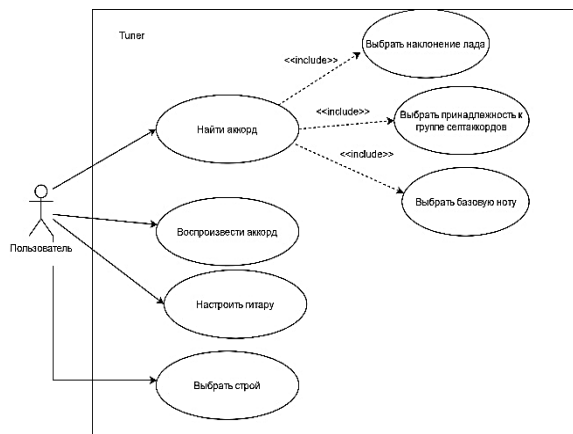 Tuner
Выбрать наклонение лада
<<include>>
<<include>>
Выбрать принадлежность к
группе септаккордов
Найти аккорд
<<include>>
Выбрать базовую ноту
Воспроизвести аккорд
Пользователь
Настроить гитару
Выбрать строй